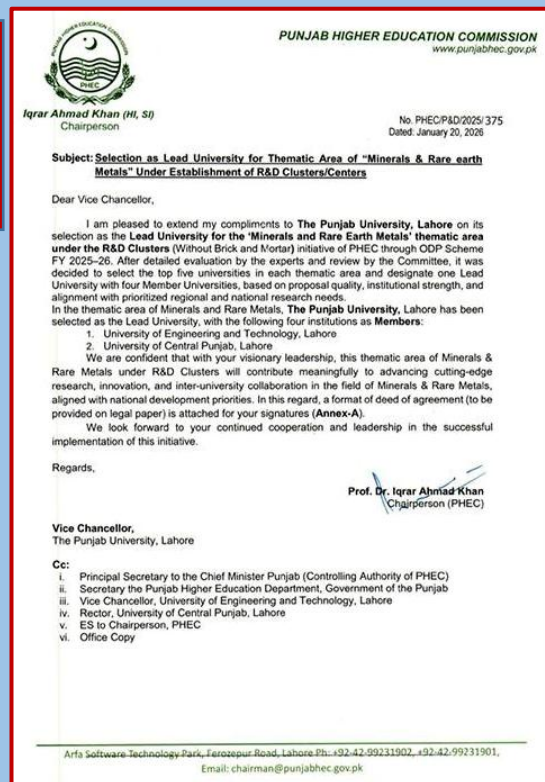 PUNJAB HIGHER EDUCATION COMMISSION
www.punjabhec.gov.pk
PHEC
Iqrar Ahmad Khan (HI, SI)
Chairperson
No. PHEC/P&D/2025/375
Dated: January 20, 2026
Subject: Selection as Lead University for Thematic Area of "Minerals & Rare earth
Metals" Under Establishment of R&D Clusters/Centers
Dear Vice Chancellor,
I am pleased to extend my compliments to The Punjab University, Lahore on its
selection as the Lead University for the 'Minerals and Rare Earth Metals' thematic area
under the R&D Clusters (Without Brick and Mortar) initiative of PHEC through ODP Scheme
FY 2025–26. After detailed evaluation by the experts and review by the Committee, it was
decided to select the top five universities in each thematic area and designate one Lead
University with four Member Universities, based on proposal quality, institutional strength, and
alignment with prioritized regional and national research needs.
In the thematic area of Minerals and Rare Metals, The Punjab University, Lahore has been
selected as the Lead University, with the following four institutions as Members:
1. University of Engineering and Technology, Lahore
2. University of Central Punjab, Lahore
We are confident that with your visionary leadership, this thematic area of Minerals &
Rare Metals under R&D Clusters will contribute meaningfully to advancing cutting-edge
research, innovation, and inter-university collaboration in the field of Minerals & Rare Metals,
aligned with national development priorities. In this regard, a format of deed of agreement (to be
provided on legal paper) is attached for your signatures (Annex-A).
We look forward to your continued cooperation and leadership in the successful
implementation of this initiative.
Regards,
Prof. Dr. Iqrar Ahmad Khan
Chairperson (PHEC)
Vice Chancellor,
The Punjab University, Lahore
Cc:
i. Principal Secretary to the Chief Minister Punjab (Controlling Authority of PHEC)
ii. Secretary the Punjab Higher Education Department, Government of the Punjab
iii. Vice Chancellor, University of Engineering and Technology, Lahore
iv. Rector, University of Central Punjab, Lahore
v. ES to Chairperson, PHEC
vi. Office Copy
Arfa Software Technology Park, Ferozepur Road, Lahore Ph: +92-42-99231902, +92-42-99231901,
Email: chairman@punjabhec.gov.pk